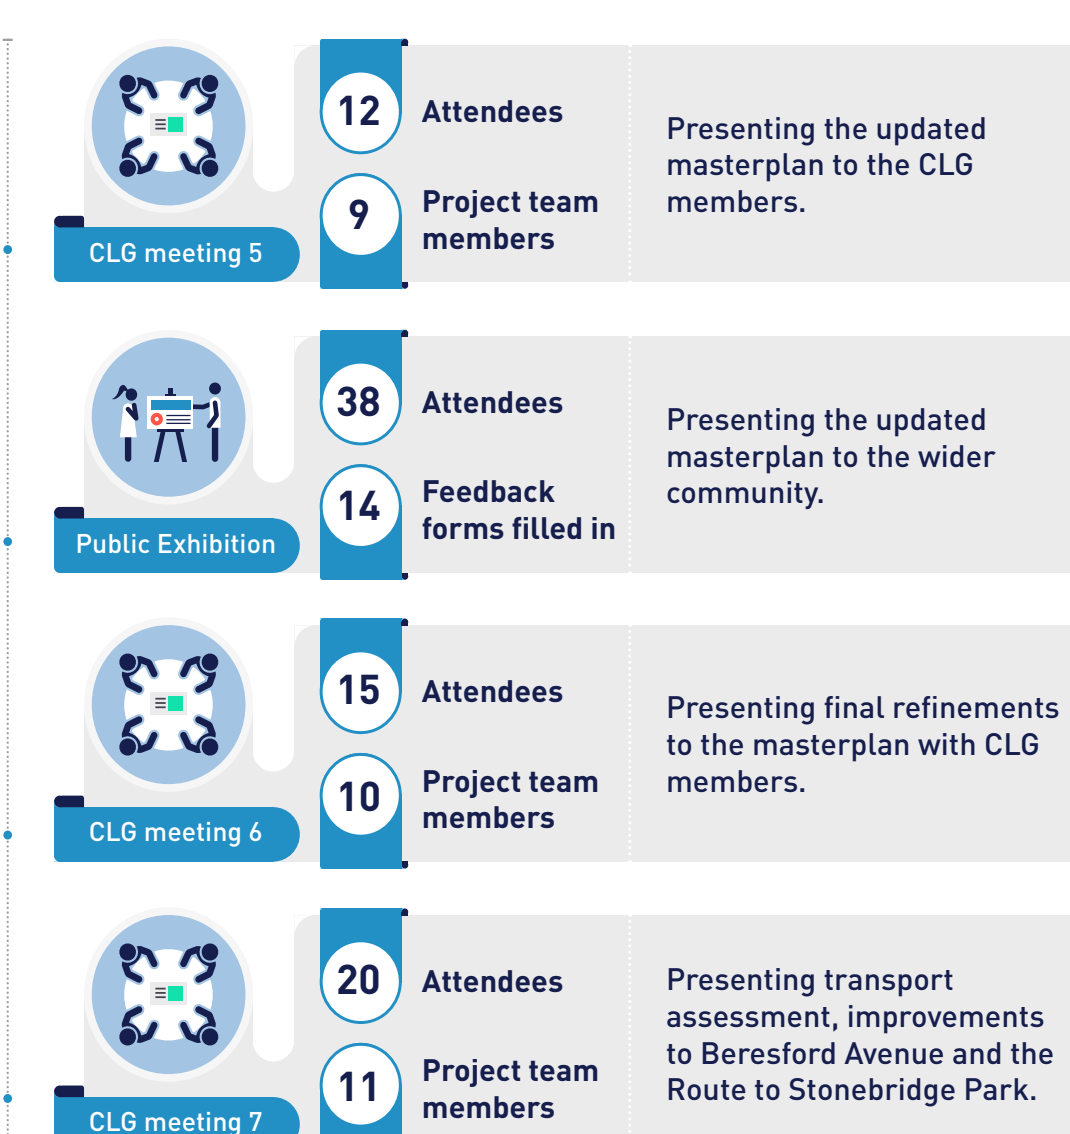 12
Attendees
9
Project team
members
Presenting the updated
masterplan to the CLG
members.
CLG meeting 5
38
Attendees
14
Feedback
forms filled in
Presenting the updated
masterplan to the wider
community.
Public Exhibition
15
Attendees
10
Project team
members
Presenting final refinements
to the masterplan with CLG
members.
CLG meeting 6
20
Attendees
11
Project team
members
Presenting transport
assessment, improvements
to Beresford Avenue and the
Route to Stonebridge Park.
CLG meeting 7